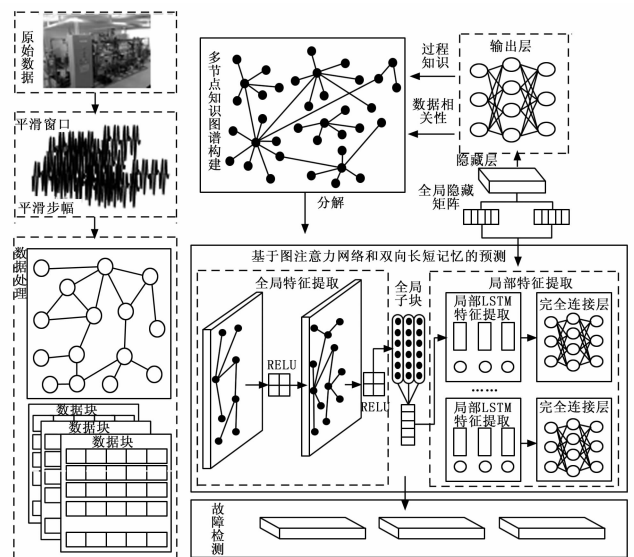 原始数据
平滑窗口
平滑步幅
数据处理
数据块
数据块
数据块
多节点知识图谱构建
过程知识
数据相关性
输出层
隐藏层
全局隐藏矩阵
分解
基于图注意力网络和双向长短记忆的预测
全局特征提取
RELU
RELU
全局子块
局部特征提取
局部LSTM
特征提取
完全连接层
……
局部LSTM
特征提取
完全连接层
故障检测